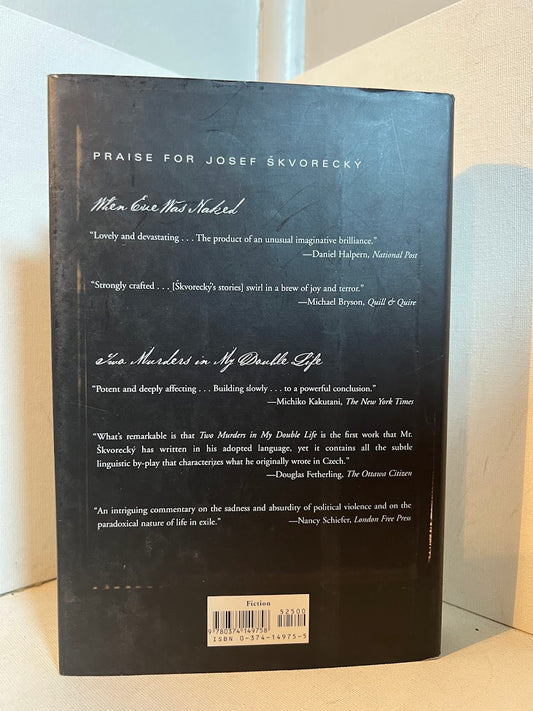 PRAISE FOR JOSEF ŠKVORECKÝ
When Eve Was Naked
“Lovely and devastating . . . The product of an unusual imaginative brilliance.”
—Daniel Halpern, National Post
“Strongly crafted . . . [Škvorecký’s stories] swirl in a brew of joy and terror.”
—Michael Bryson, Quill & Quire
Two Murders in My Double Life
“Potent and deeply affecting . . . Building slowly . . . to a powerful conclusion.”
—Michiko Kakutani, The New York Times
“What’s remarkable is that Two Murders in My Double Life is the first work that Mr.
Škvorecký has written in his adopted language, yet it contains all the subtle
linguistic by-play that characterizes what he originally wrote in Czech.”
—Douglas Fetherling, The Ottawa Citizen
“An intriguing commentary on the sadness and absurdity of political violence and on the
paradoxical nature of life in exile.” —Nancy Schiefer, London Free Press
Fiction
52500
9780374149758
ISBN 0-374-14975-5